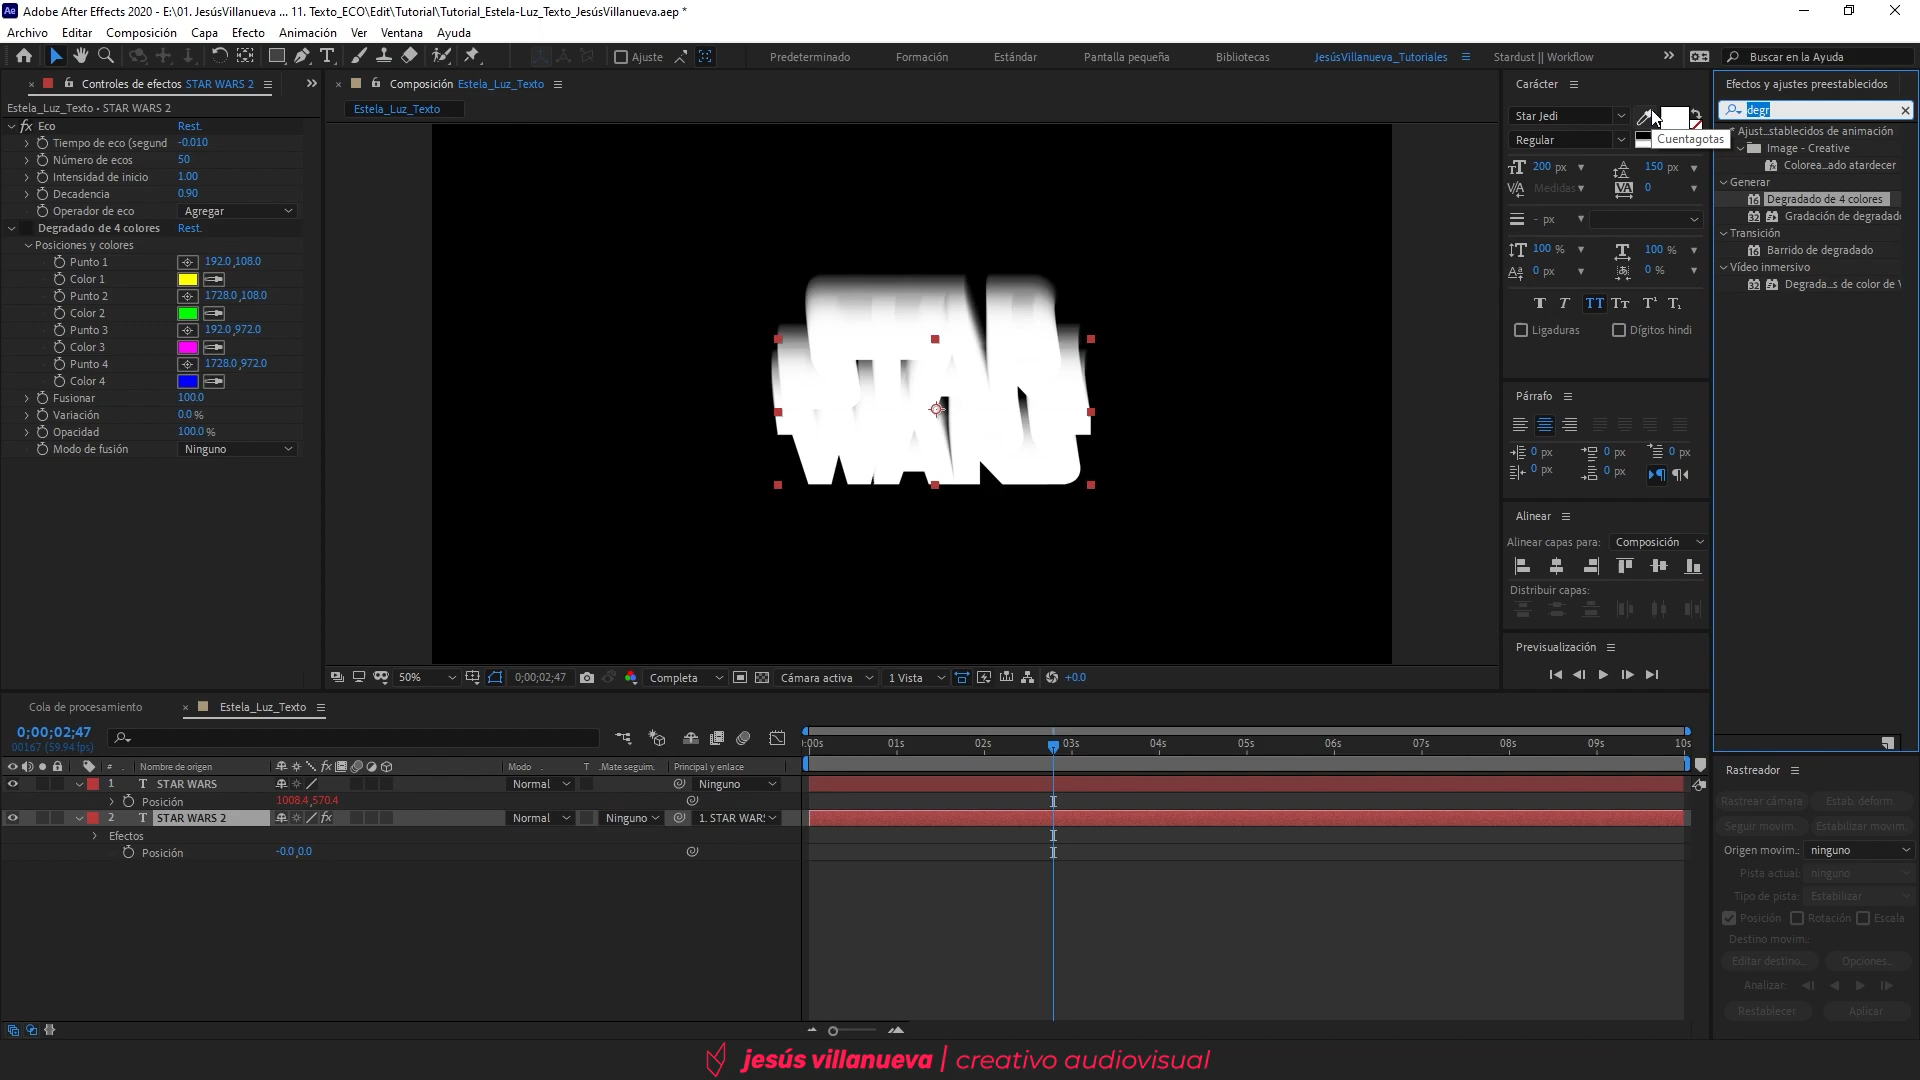 Adobe After Effects 2020 - E:\01. JesúsVillanueva ... 11. Texto_ECO\Edit\Tutorial\Tutorial_Estela-Luz_Texto_JesúsVillanueva.aep *
Archivo Editar Composición Capa Efecto Animación Ver Ventana Ayuda
Ajuste Predeterminado Formación Estándar Pantalla pequeña Bibliotecas JesúsVillanueva_Tutoriales Stardust || Workflow Buscar en la Ayuda
Controles de efectos STAR WARS 2
Estela_Luz_Texto • STAR WARS 2
fx Eco Rest.
Tiempo de eco (segund -0.010
Número de ecos 50
Intensidad de inicio 1.00
Decadencia 0.90
Operador de eco Agregar
Degradado de 4 colores Rest.
Posiciones y colores
Punto 1 192.0,108.0
Color 1
Punto 2 1728.0,108.0
Color 2
Punto 3 192.0,972.0
Color 3
Punto 4 1728.0,972.0
Color 4
Fusionar 100.0
Variación 0.0 %
Opacidad 100.0 %
Modo de fusión Ninguno
Composición Estela_Luz_Texto
Estela_Luz_Texto
STAR
WARS
50% 0;00;02;47 Completa Cámara activa 1 Vista +0.0
Carácter
Star Jedi
Regular
Cuentagotas
200 px 150 px
Medidas 0
- px
100 % 100 %
0 px 0 %
Ligaduras Dígitos hindi
Párrafo
0 px 0 px 0 px
0 px 0 px
Alinear
Alinear capas para: Composición
Distribuir capas:
Previsualización
Efectos y ajustes preestablecidos
degr
* Ajust...stablecidos de animación
Image - Creative
Colorea...ado atardecer
Generar
Degradado de 4 colores
Gradación de degradado
Transición
Barrido de degradado
Vídeo inmersivo
Degrada...s de color de V
Rastreador
Rastrear cámara Estab. deform.
Seguir movim. Estabilizar movim.
Origen movim.: ninguno
Pista actual: ninguno
Tipo de pista: Estabilizar
Posición Rotación Escala
Destino movim.:
Editar destino... Opciones...
Analizar:
Restablecer Aplicar
Cola de procesamiento Estela_Luz_Texto
0;00;02;47
00167 (59.94 fps)
# Nombre de origen Modo T .Mate seguim. Principal y enlace
1 T STAR WARS Normal Ninguno
Posición 1008.4,570.4
2 T STAR WARS 2 Normal Ninguno 1. STAR WARS
Efectos
Posición -0.0,0.0
:00s 01s 02s 03s 04s 05s 06s 07s 08s 09s 10s
jesús villanueva | creativo audiovisual